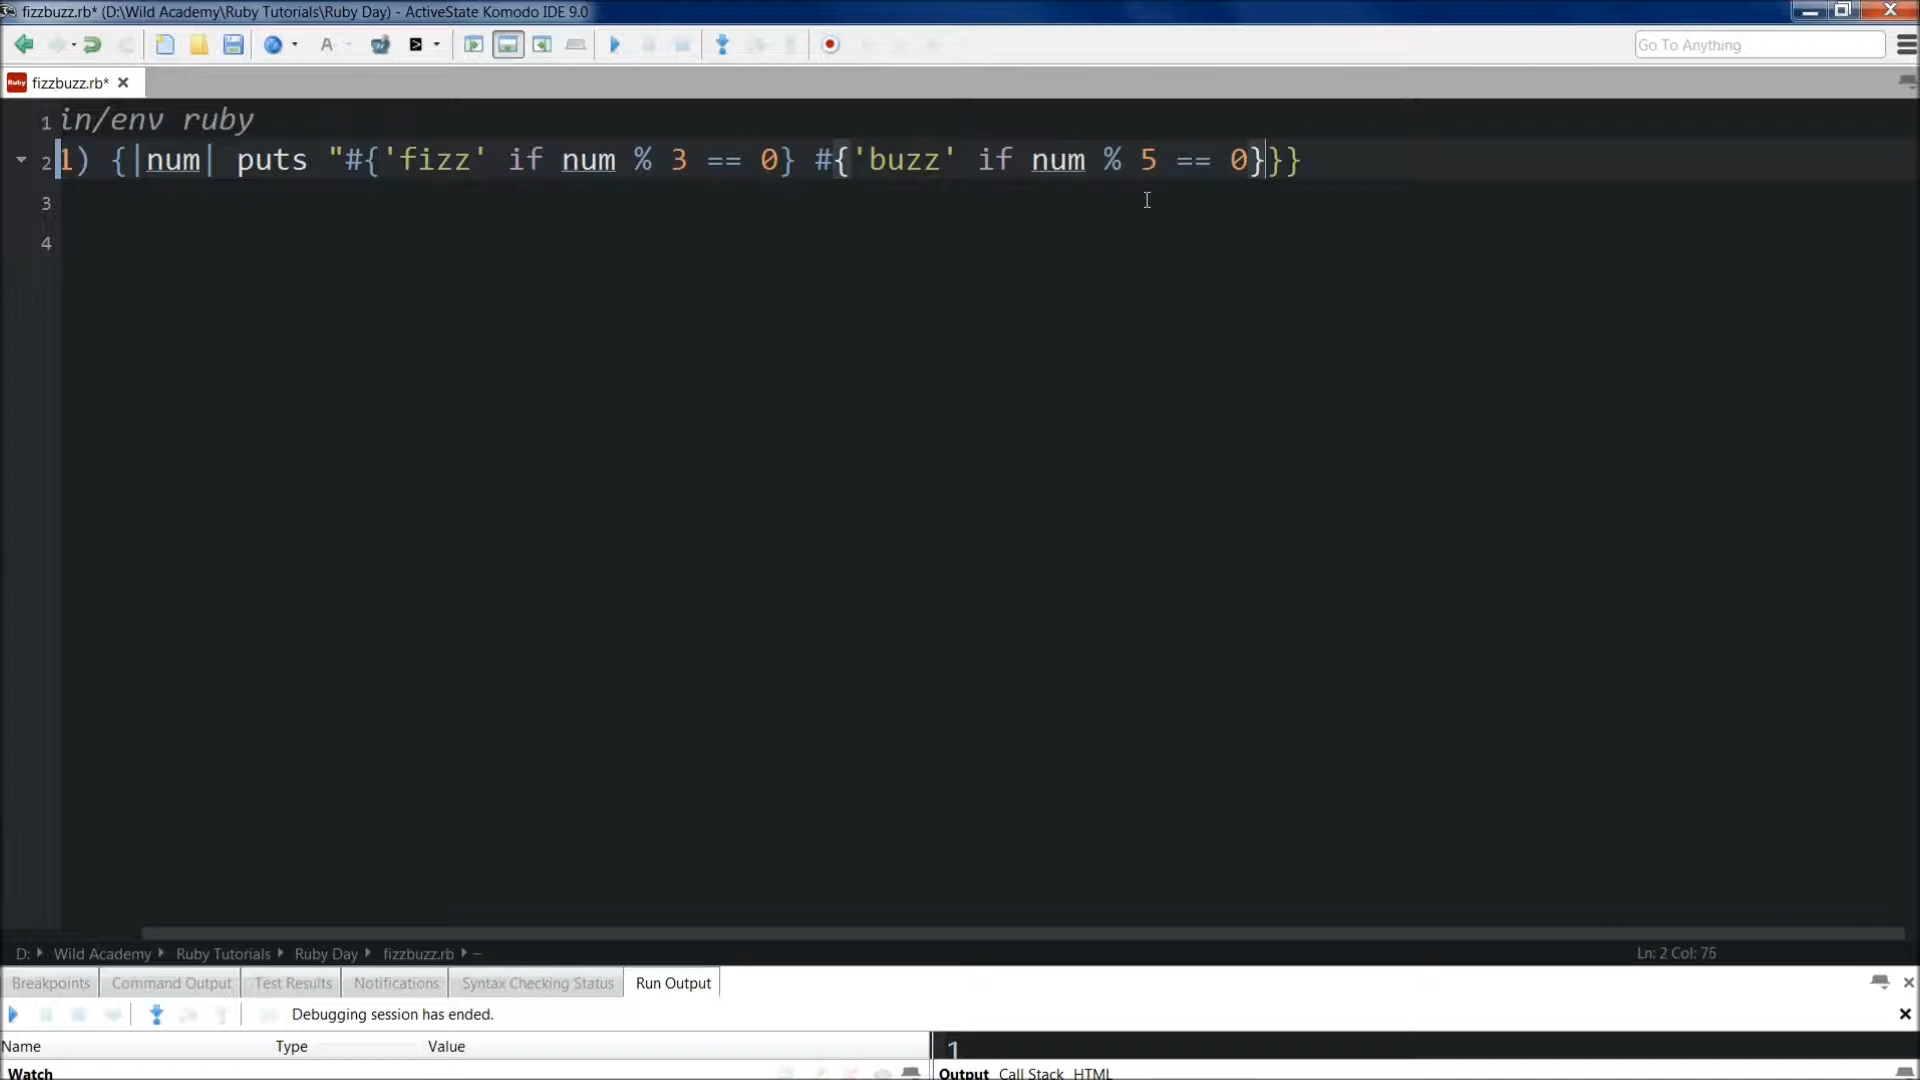 fizzbuzz.rb* (D:\Wild Academy\Ruby Tutorials\Ruby Day) - ActiveState Komodo IDE 9.0
Go To Anything
Ruby fizzbuzz.rb*
1 in/env ruby
2 1) {|num| puts "#{'fizz' if num % 3 == 0} #{'buzz' if num % 5 == 0}}}
3
4
D: Wild Academy Ruby Tutorials Ruby Day fizzbuzz.rb – Ln: 2 Col: 75
Breakpoints Command Output Test Results Notifications Syntax Checking Status Run Output
Debugging session has ended.
Name Type Value 1
Watch Output Call Stack HTML